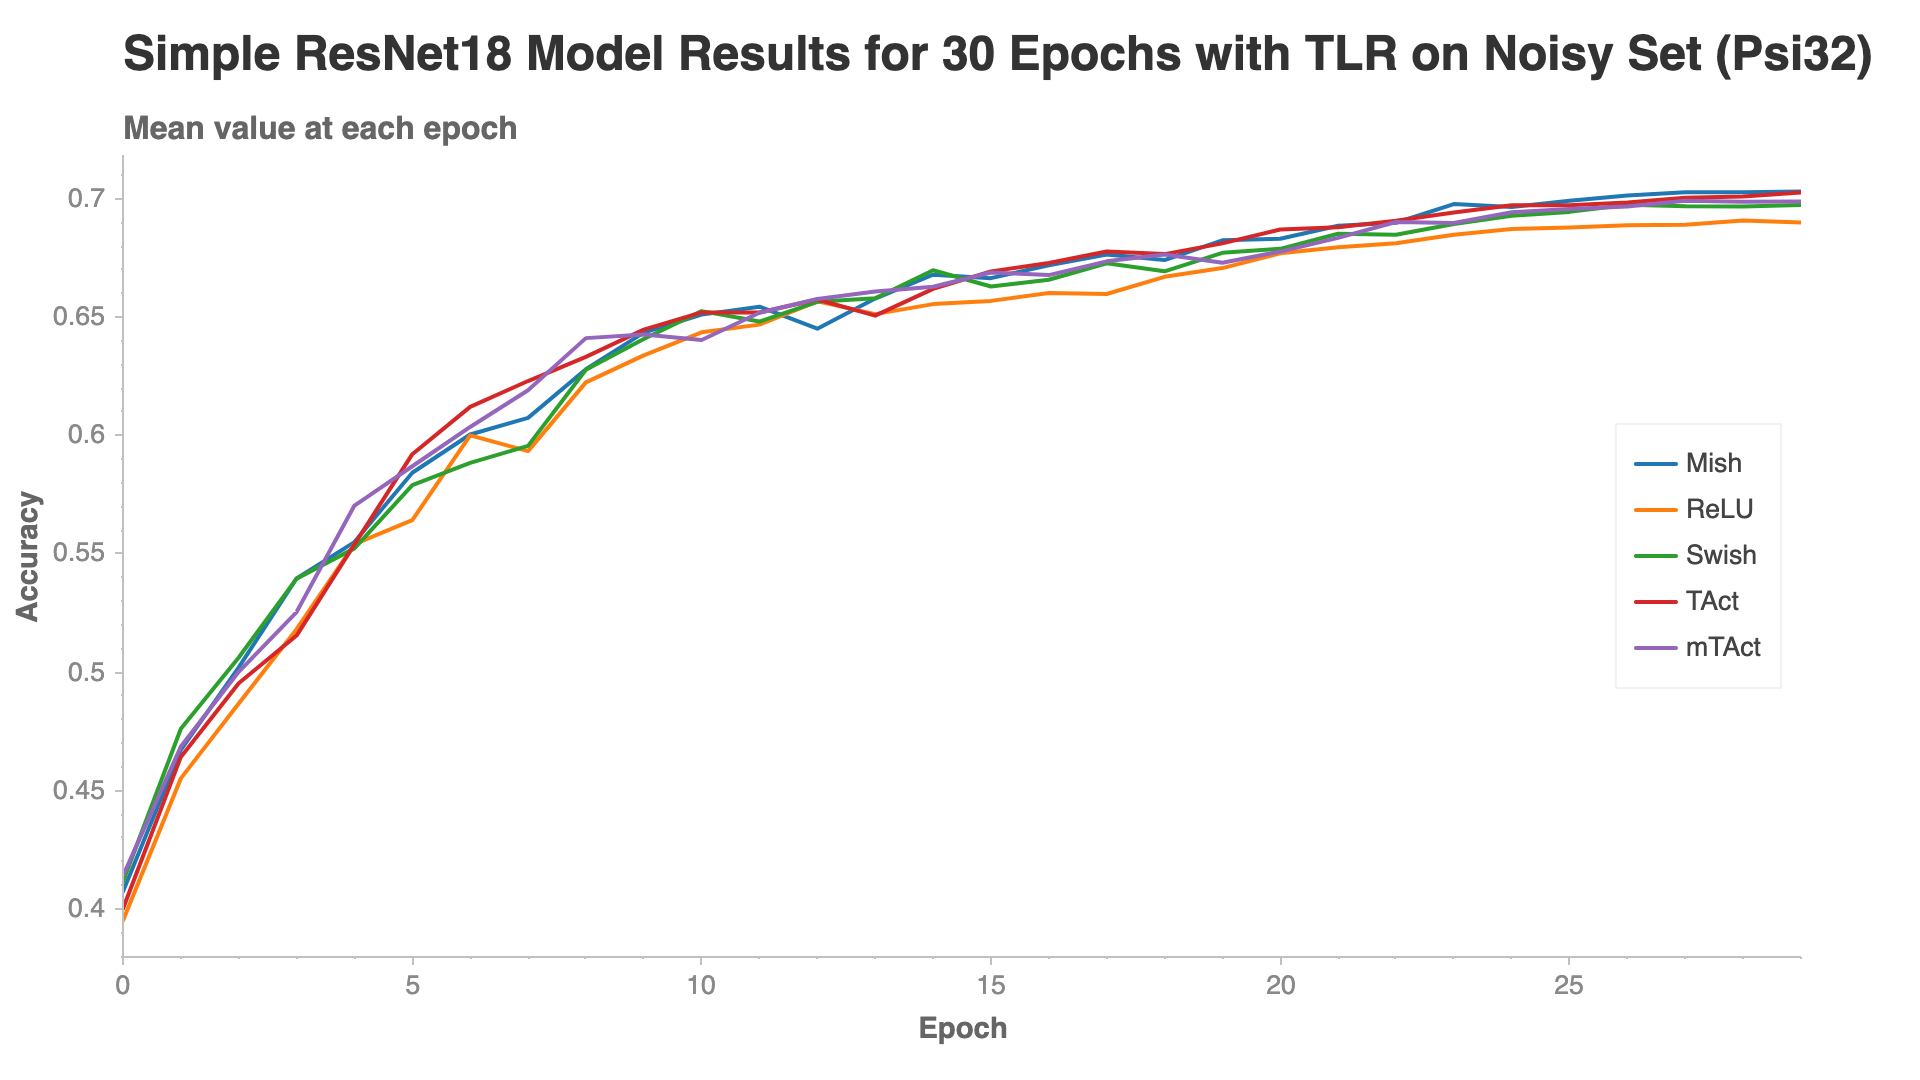 Simple ResNet18 Model Results for 30 Epochs with TLR on Noisy Set (Psi32)
Mean value at each epoch
0.7
0.65
0.6
0.55
0.5
0.45
0.4
Accuracy
Mish
ReLU
Swish
TAct
mTAct
0 5 10 15 20 25
Epoch